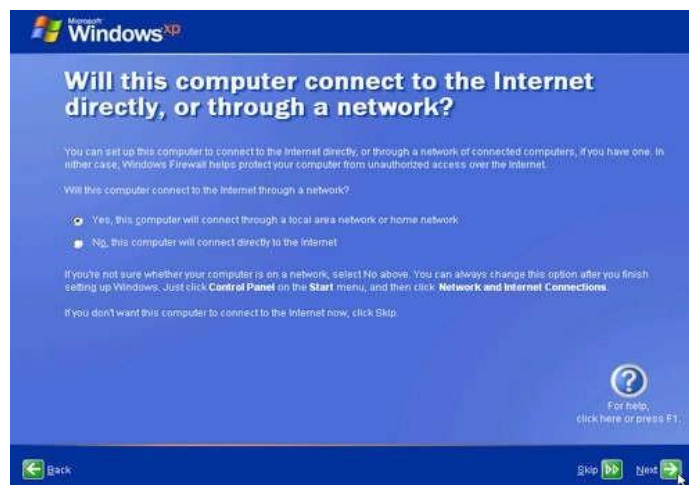 Microsoft
Windows xp
Will this computer connect to the Internet
directly, or through a network?
You can set up this computer to connect to the Internet directly, or through a network of connected computers, if you have one. In
either case, Windows Firewall helps protect your computer from unauthorized access over the Internet.
Will this computer connect to the Internet through a network?
Yes, this computer will connect through a local area network or home network
No, this computer will connect directly to the Internet
If you're not sure whether your computer is on a network, select No above. You can always change this option after you finish
setting up Windows. Just click Control Panel on the Start menu, and then click Network and Internet Connections.
If you don't want this computer to connect to the Internet now, click Skip.
For help,
click here or press F1.
Back
Skip
Next